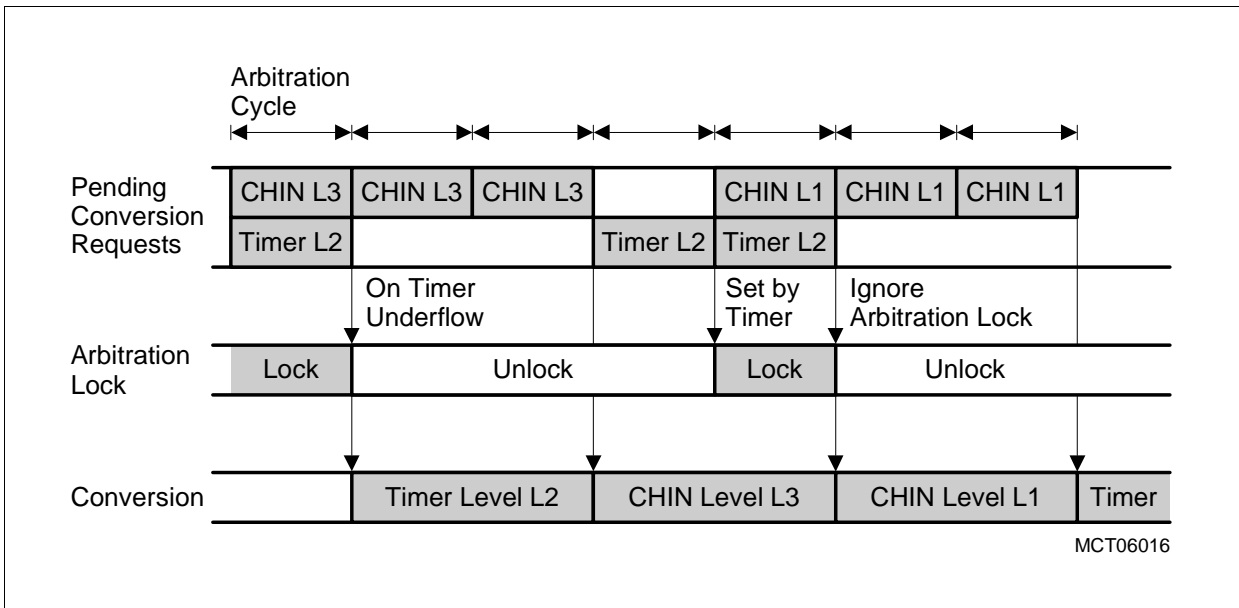 Arbitration
Cycle
Pending
Conversion
Requests
CHIN L3 CHIN L3 CHIN L3 CHIN L1 CHIN L1 CHIN L1
Timer L2 Timer L2 Timer L2
On Timer
Underflow
Set by
Timer
Ignore
Arbitration Lock
Arbitration
Lock
Lock Unlock Lock Unlock
Conversion
Timer Level L2 CHIN Level L3 CHIN Level L1 Timer
MCT06016